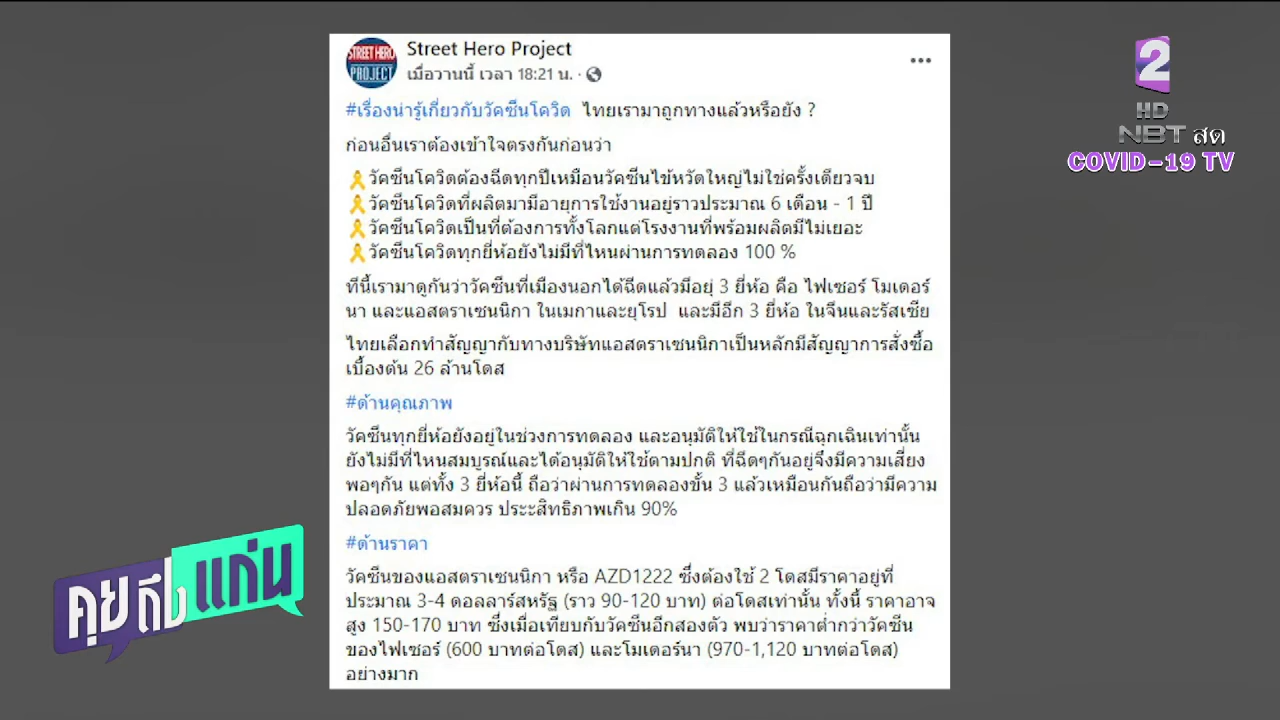 Street Hero Project
เมื่อวานนี้ เวลา 18:21 น. ·
STREET HERO
PROJECT
#เรื่องน่ารู้เกี่ยวกับวัคซีนโควิด ไทยเรามาถูกทางแล้วหรือยัง ?
ก่อนอื่นเราต้องเข้าใจตรงกันก่อนว่า
วัคซีนโควิดต้องฉีดทุกปีเหมือนวัคซีนไข้หวัดใหญ่ไม่ใช่ครั้งเดียวจบ
วัคซีนโควิดที่ผลิตมามีอายุการใช้งานอยู่ราวประมาณ 6 เดือน - 1 ปี
วัคซีนโควิดเป็นที่ต้องการทั้งโลกแต่โรงงานที่พร้อมผลิตมีไม่เยอะ
วัคซีนโควิดทุกยี่ห้อยังไม่มีที่ไหนผ่านการทดลอง 100 %
ทีนี้เรามาดูกันว่าวัคซีนที่เมืองนอกได้ฉีดแล้วมีอยู่ 3 ยี่ห้อ คือ ไฟเซอร์ โมเดอร์
นา และแอสตราเซนนิกา ในเมกาและยุโรป และมีอีก 3 ยี่ห้อ ในจีนและรัสเซีย
ไทยเลือกทำสัญญากับทางบริษัทแอสตราเซนนิกาเป็นหลักมีสัญญาการสั่งซื้อ
เบื้องต้น 26 ล้านโดส
#ด้านคุณภาพ
วัคซีนทุกยี่ห้อยังอยู่ในช่วงการทดลอง และอนุมัติให้ใช้ในกรณีฉุกเฉินเท่านั้น
ยังไม่มีที่ไหนสมบูรณ์และได้อนุมัติให้ใช้ตามปกติ ที่ฉีดๆกันอยู่จึงมีความเสี่ยง
พอๆกัน แต่ทั้ง 3 ยี่ห้อนี้ ถือว่าผ่านการทดลองขั้น 3 แล้วเหมือนกันถือว่ามีความ
ปลอดภัยพอสมควร ประะสิทธิภาพเกิน 90%
#ด้านราคา
วัคซีนของแอสตราเซนนิกา หรือ AZD1222 ซึ่งต้องใช้ 2 โดสมีราคาอยู่ที่
ประมาณ 3-4 ดอลลาร์สหรัฐ (ราว 90-120 บาท) ต่อโดสเท่านั้น ทั้งนี้ ราคาอาจ
สูง 150-170 บาท ซึ่งเมื่อเทียบกับวัคซีนอีกสองตัว พบว่าราคาต่ำกว่าวัคซีน
ของไฟเซอร์ (600 บาทต่อโดส) และโมเดอร์นา (970-1,120 บาทต่อโดส)
อย่างมาก
2
HD
NBT สด
COVID-19 TV
คุยถึงแก่น